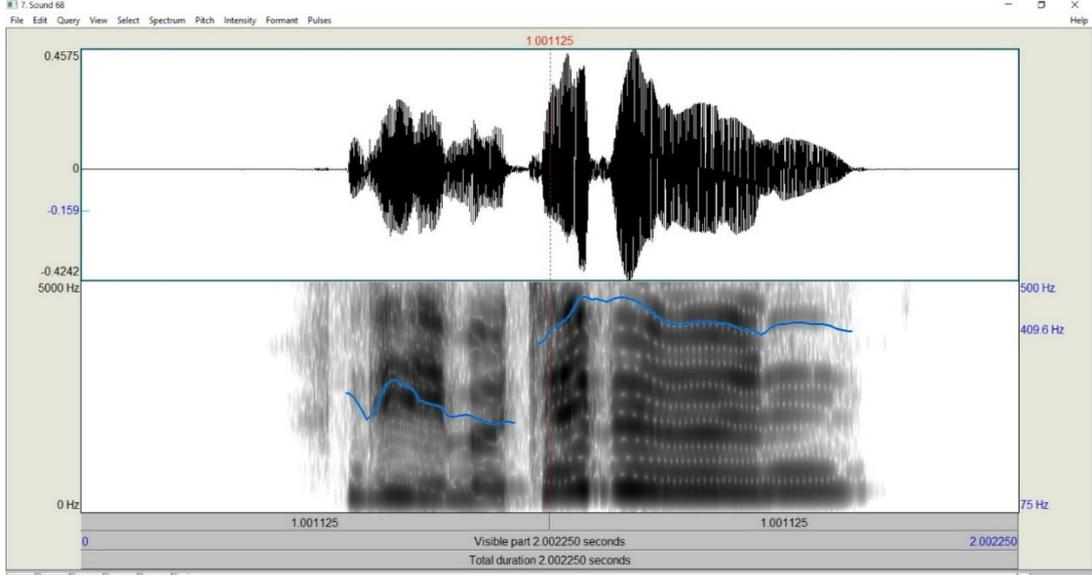 7. Sound 68
File Edit Query View Select Spectrum Pitch Intensity Formant Pulses Help
1.001125
0.4575
0
-0.159
-0.4242
5000 Hz 500 Hz
409.6 Hz
0 Hz 75 Hz
1.001125 1.001125
0 Visible part 2.002250 seconds 2.002250
Total duration 2.002250 seconds